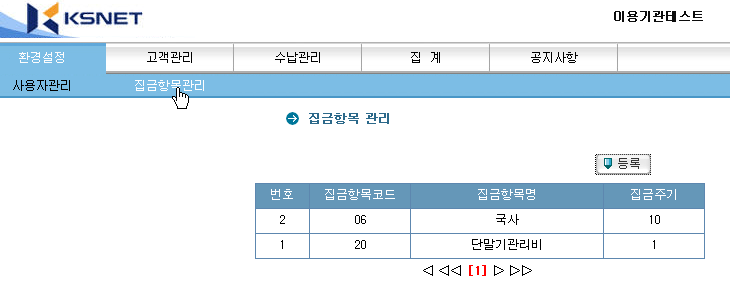 KSNET
이용기관테스트
환경설정 고객관리 수납관리 집 계 공지사항
사용자관리 집금항목관리
집금항목 관리
등록
번호 집금항목코드 집금항목명 집금주기
2 06 국사 10
1 20 단말기관리비 1
[1]